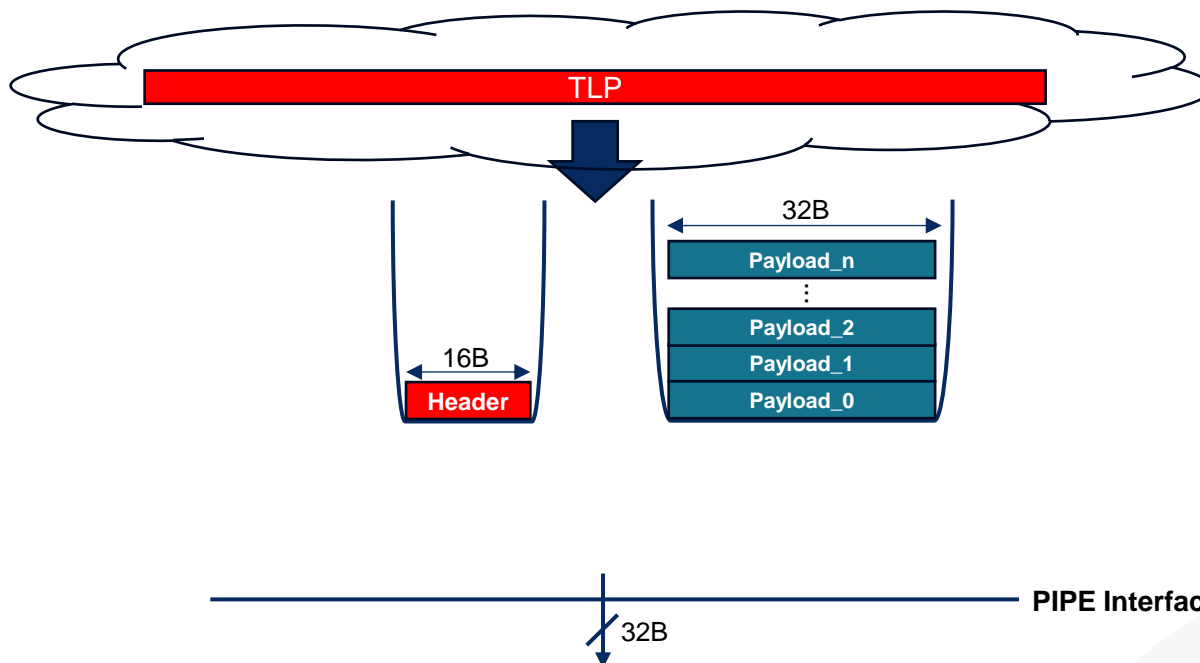 TLP
32B
Payload_n
⋮
Payload_2
16B
Payload_1
Header
Payload_0
PIPE Interfac
32B